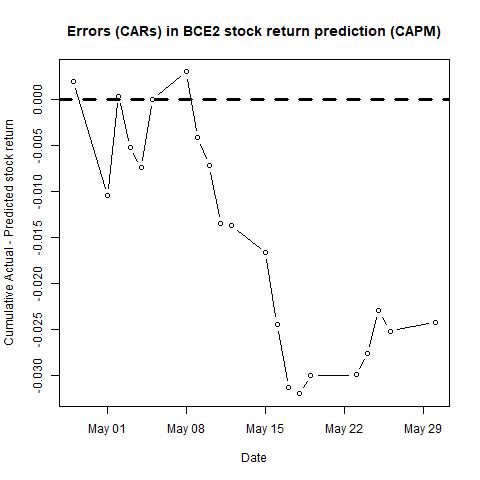 Errors (CARs) in BCE2 stock return prediction (CAPM)
Cumulative Actual - Predicted stock return
0.000
-0.005
-0.010
-0.015
-0.020
-0.025
-0.030
May 01
May 08
May 15
May 22
May 29
Date